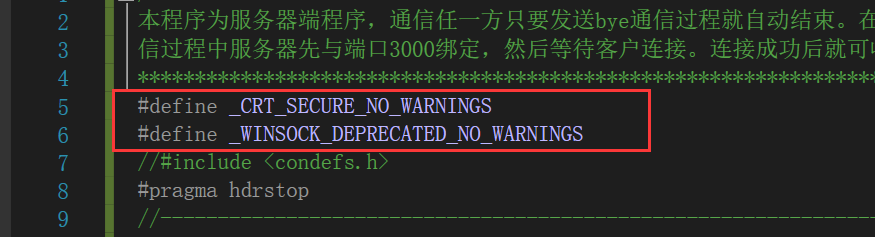 2 本程序为服务器端程序，通信任一方只要发送bye通信过程就自动结束。在
3 信过程中服务器先与端口3000绑定，然后等待客户连接。连接成功后就可
4 ****************************************************************
5 #define _CRT_SECURE_NO_WARNINGS
6 #define _WINSOCK_DEPRECATED_NO_WARNINGS
7 //#include <condefs.h>
8 #pragma hdrstop
9 //---------------------------------------------------------------